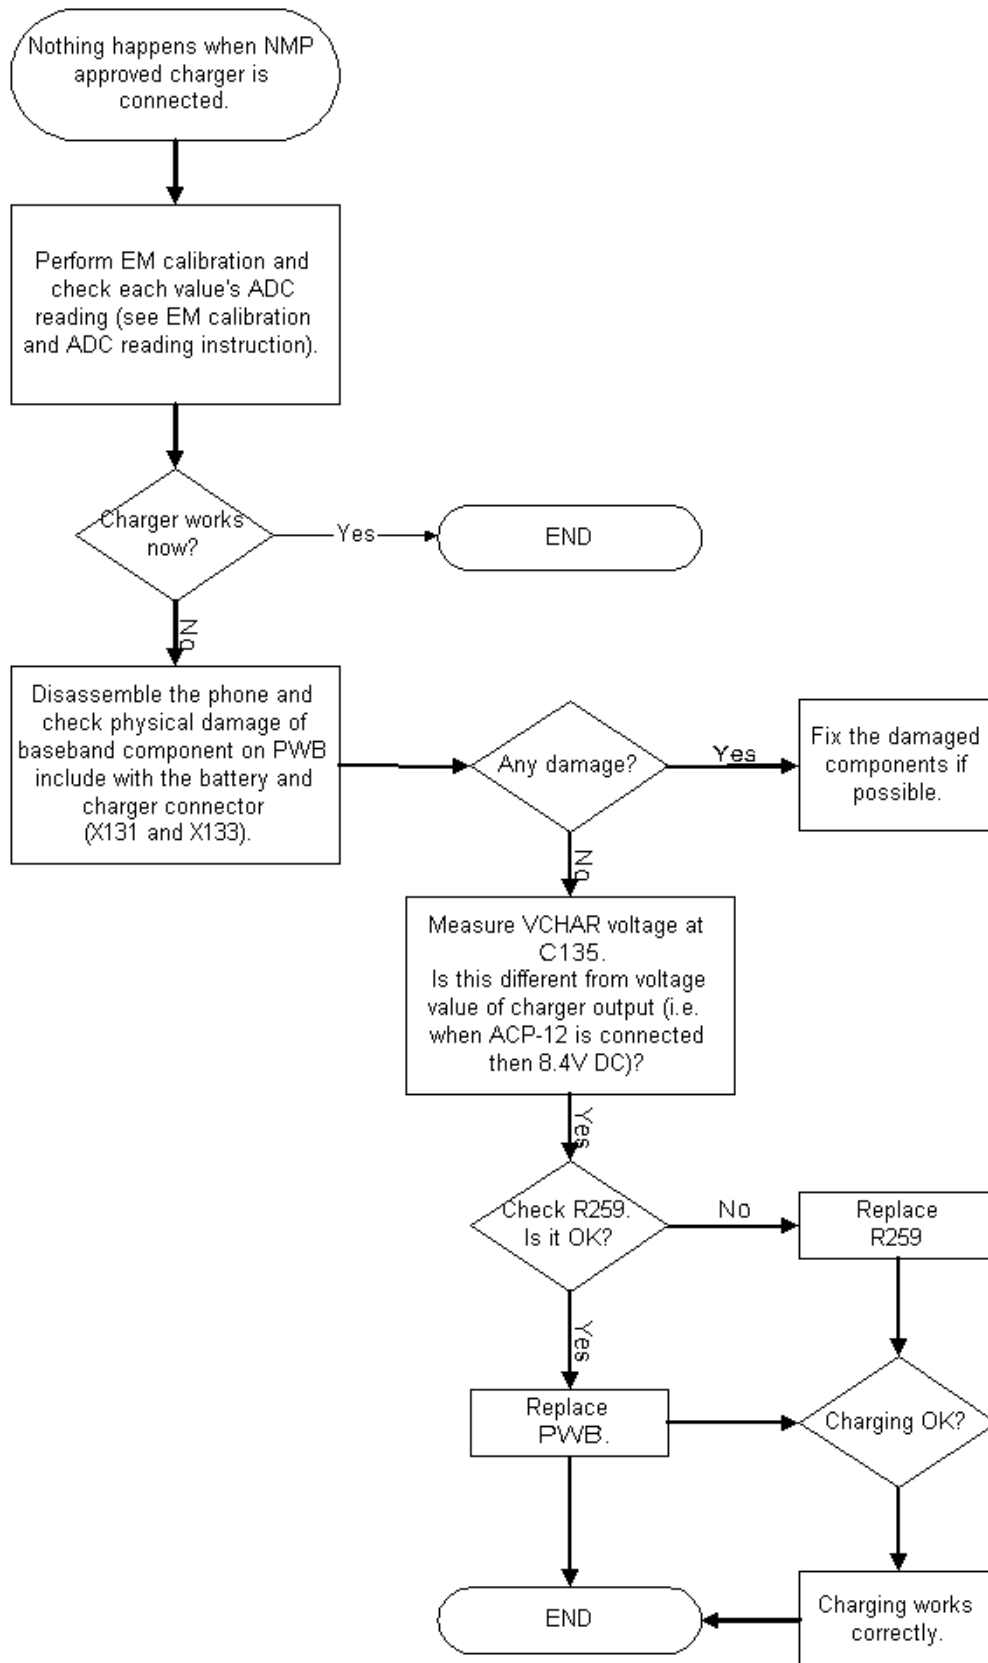 Nothing happens when NMP
approved charger is
connected.
Perform EM calibration and
check each value's ADC
reading (see EM calibration
and ADC reading instruction).
Charger works
now?
Yes
END
No
Disassemble the phone and
check physical damage of
baseband component on PWB
include with the battery and
charger connector
(X131 and X133).
Any damage?
Yes
Fix the damaged
components if
possible.
No
Measure VCHAR voltage at
C135.
Is this different from voltage
value of charger output (i.e.
when ACP-12 is connected
then 8.4V DC)?
Yes
Check R259.
Is it OK?
No
Replace
R259
Yes
Replace
PWB.
Charging OK?
END
Charging works
correctly.